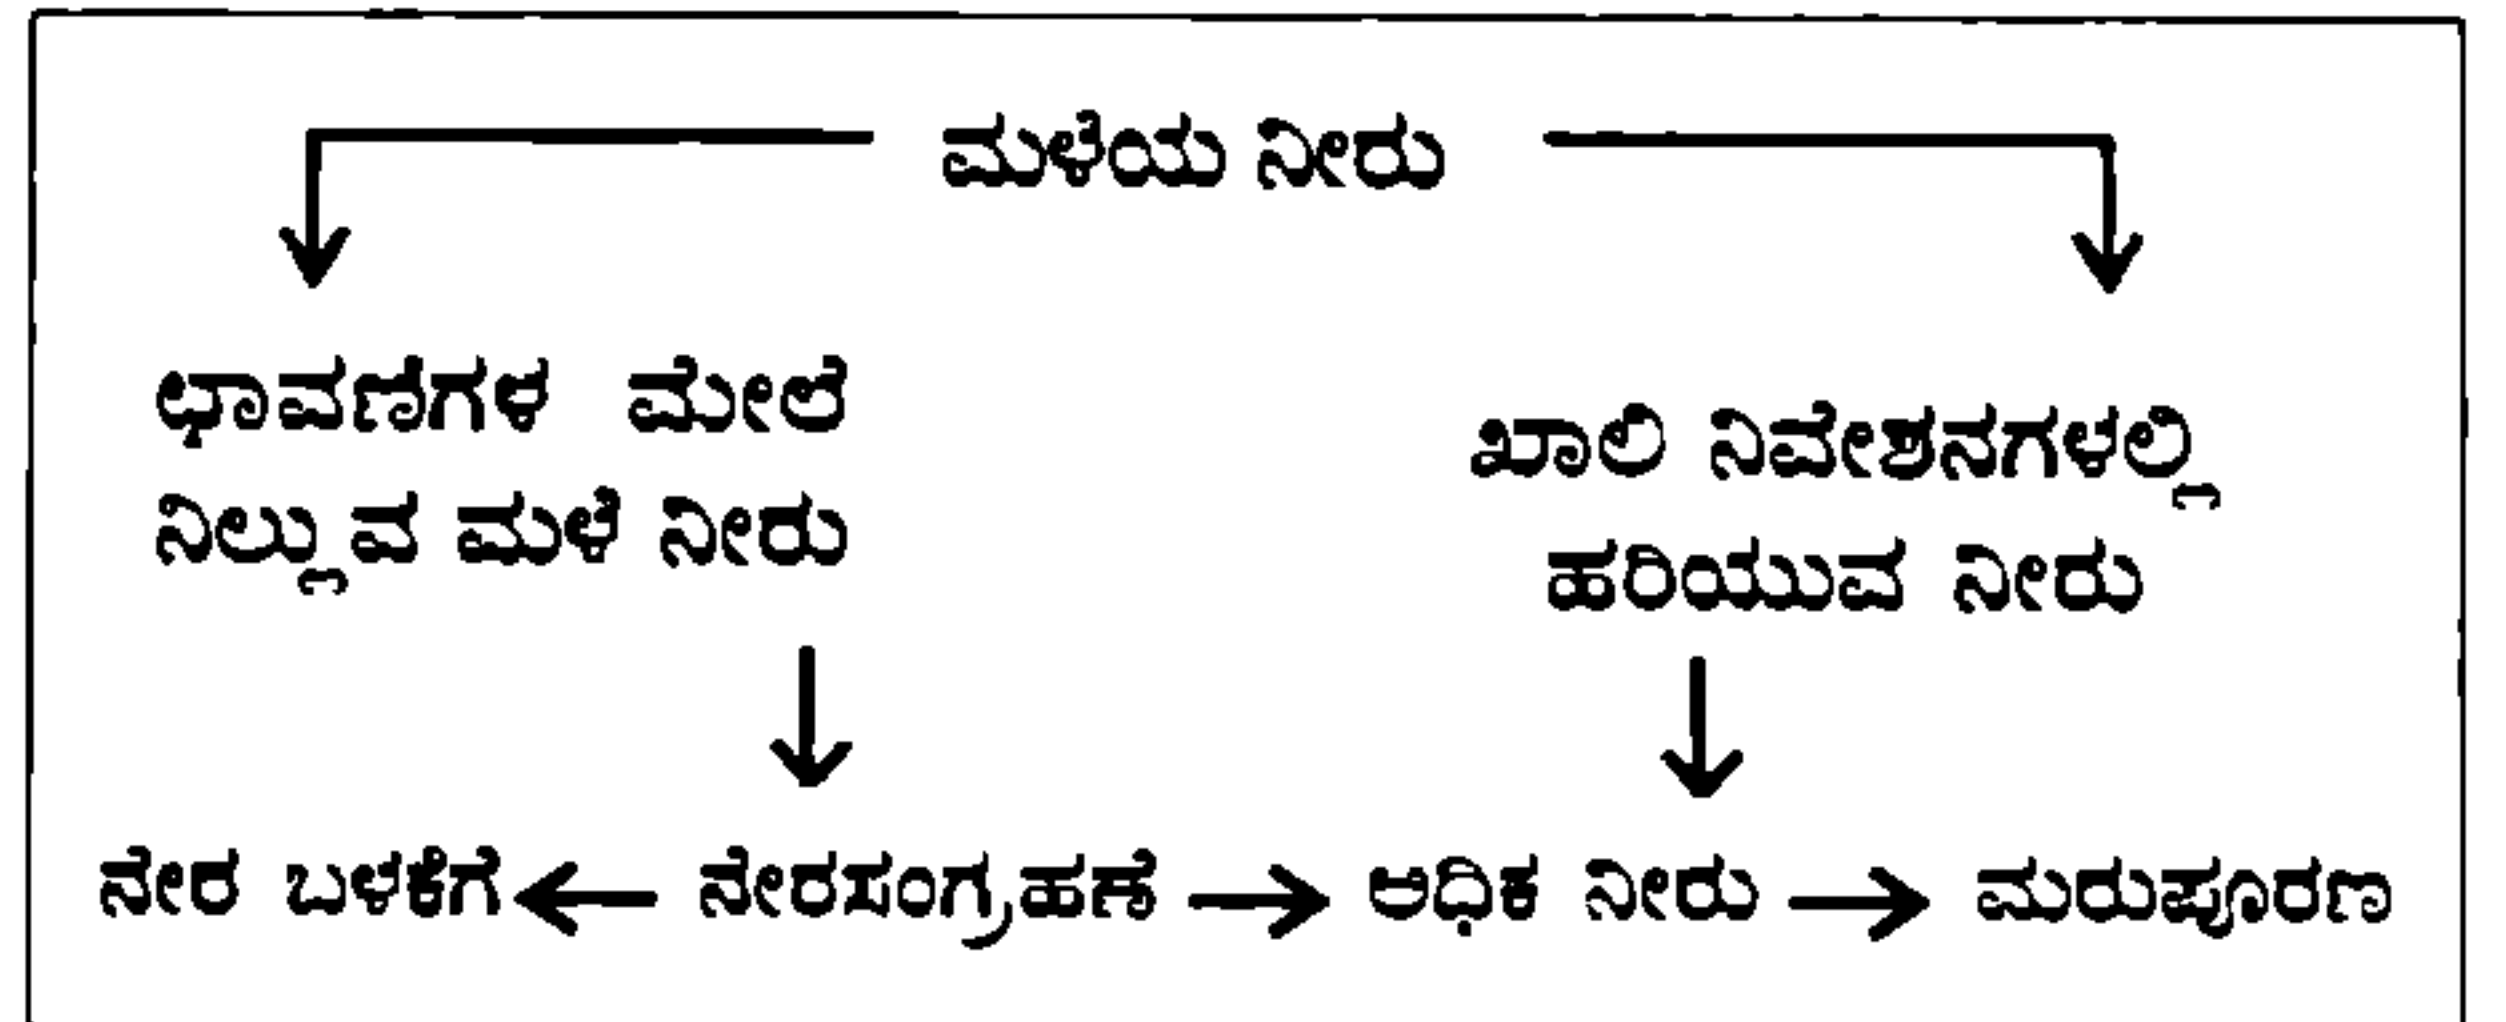 ಮಳೆಯ ನೀರು
ಛಾವಣಿಗಳ ಮೇಲೆ
ನಿಲ್ಲುವ ಮಳೆ ನೀರು
ಖಾಲಿ ನಿವೇಶನಗಳಲ್ಲಿ
ಹರಿಯುವ ನೀರು
ನೇರ ಬಳಕೆಗೆ ← ನೇರಸಂಗ್ರಹಣೆ → ಅಧಿಕ ನೀರು → ಮರುಪೂರಣ